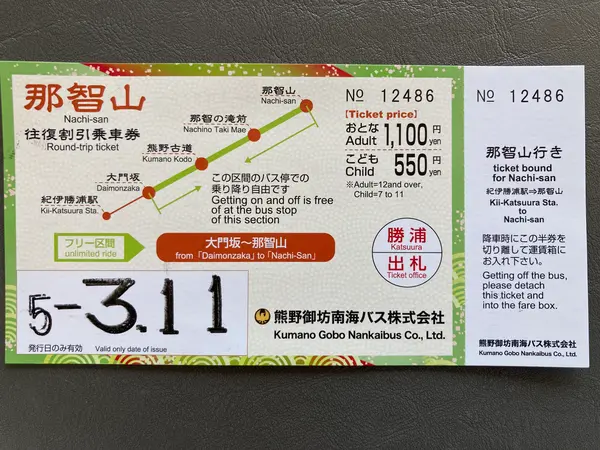 那智山
Nachi-san
往復割引乗車券
Round-trip ticket
那智山
Nachi-san
那智の滝前
Nachino Taki Mae
熊野古道
Kumano Kodo
大門坂
Daimonzaka
紀伊勝浦駅
Kii-Katsuura Sta.
この区間のバス停での
乗り降り自由です
Getting on and off is free
of at the bus stop
of this section
フリー区間
unlimited ride
大門坂〜那智山
from「Daimonzaka」to「Nachi-San」
5-3.11
発行日のみ有効 Valid only date of issue
№ 12486
【Ticket price】
おとな
Adult 1,100円
yen
こども
Child 550円
yen
※Adult=12and over,
Child=7 to 11
勝浦
Katsuura
出札
Ticket office
熊野御坊南海バス株式会社
Kumano Gobo Nankaibus Co., Ltd.
№ 12486
那智山行き
ticket bound
for Nachi-san
紀伊勝浦駅⇨那智山
Kii-Katsuura Sta.
to
Nachi-san
降車時にこの半券を
切り離して運賃箱に
お入れ下さい。
Getting off the bus,
please detach
this ticket and
into the fare box.
熊野御坊南海バス株式会社
Kumano Gobo Nankaibus Co., Ltd.